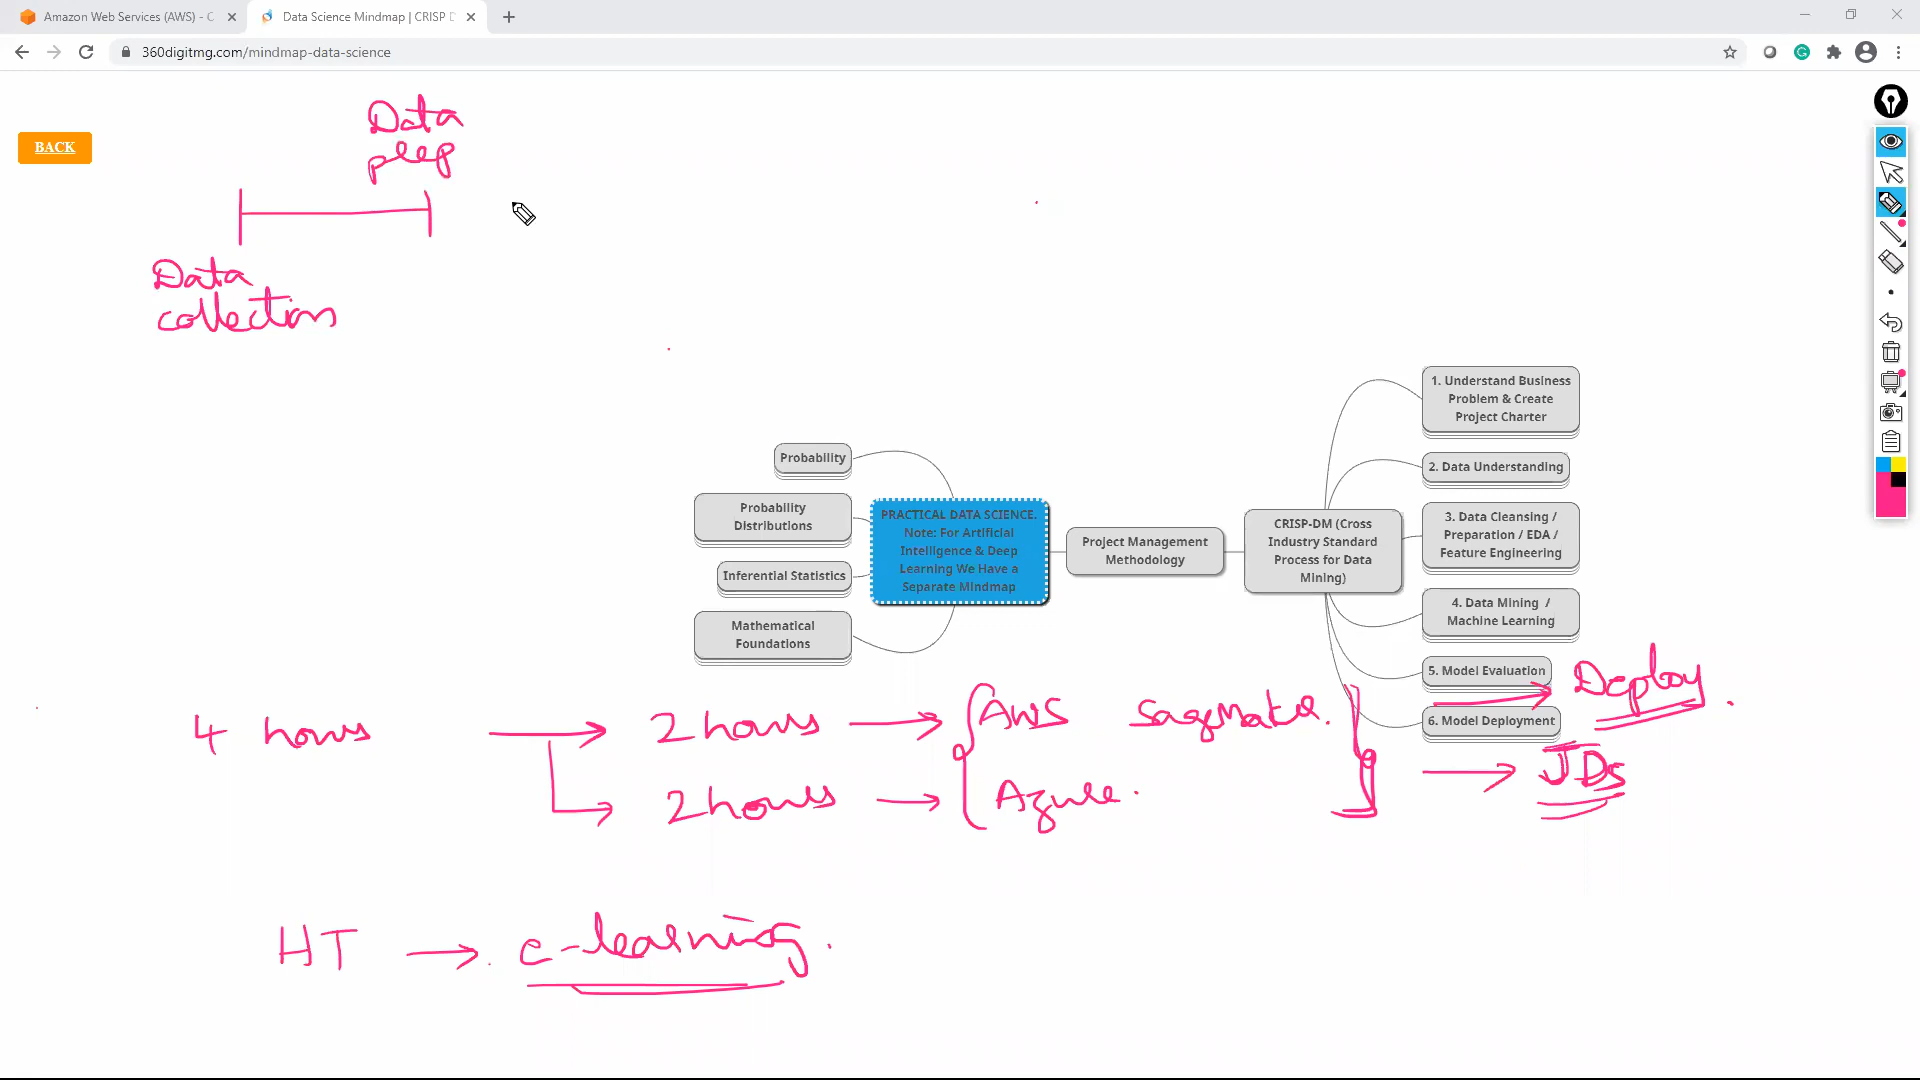 Amazon Web Services (AWS) - C
Data Science Mindmap | CRISP D
360digitmg.com/mindmap-data-science
BACK
Data
prep
Data
collection
1. Understand Business
Problem & Create
Project Charter
Probability
2. Data Understanding
Probability
Distributions
PRACTICAL DATA SCIENCE.
Note: For Artificial
Intelligence & Deep
Learning We Have a
Separate Mindmap
Project Management
Methodology
CRISP-DM (Cross
Industry Standard
Process for Data
Mining)
3. Data Cleansing /
Preparation / EDA /
Feature Engineering
Inferential Statistics
4. Data Mining /
Machine Learning
Mathematical
Foundations
5. Model Evaluation
Deploy
6. Model Deployment
4 hours 2 hours AWS SageMaker.
2 hours Azure.
JDs
HT e-learning.